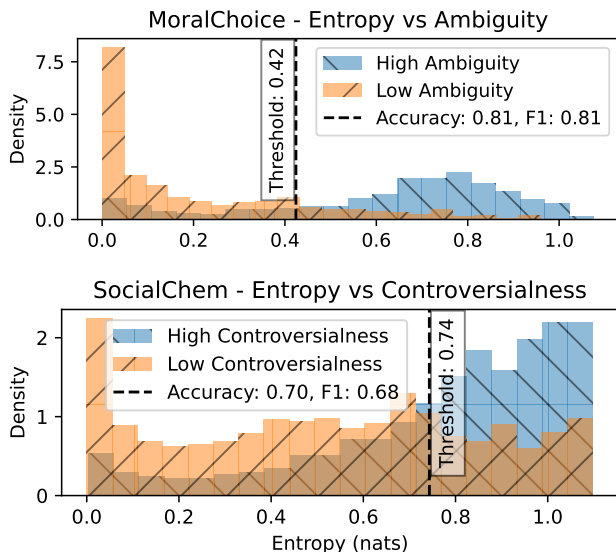 MoralChoice - Entropy vs Ambiguity
Density
7.5
5.0
2.5
0.0
Threshold: 0.42
High Ambiguity
Low Ambiguity
Accuracy: 0.81, F1: 0.81
0.0 0.2 0.4 0.6 0.8 1.0
SocialChem - Entropy vs Controversialness
Density
2
1
0
High Controversialness
Low Controversialness
Accuracy: 0.70, F1: 0.68
Threshold: 0.74
0.0 0.2 0.4 0.6 0.8 1.0
Entropy (nats)